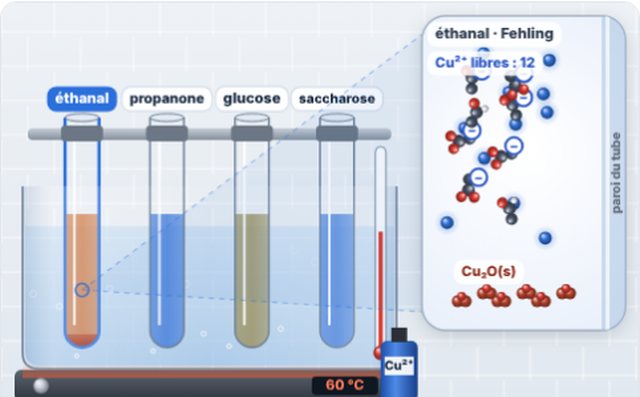 éthanal · Fehling
Cu²⁺ libres : 12
éthanal
propanone
glucose
saccharose
paroi du tube
Cu₂O(s)
Cu²⁺
60 °C